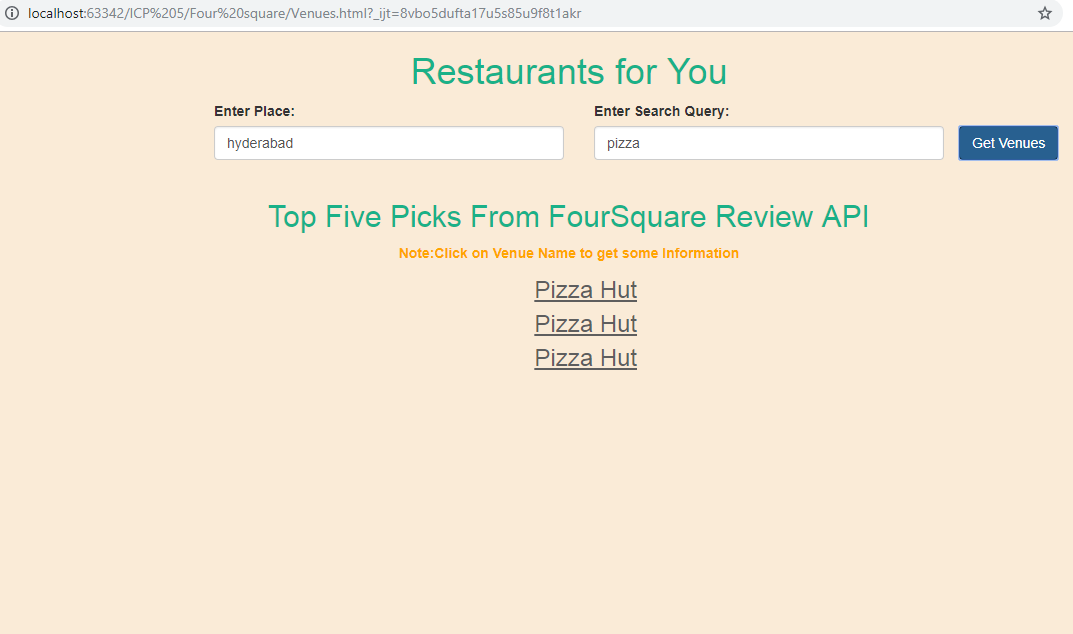 localhost:63342/ICP%205/Four%20square/Venues.html?_ijt=8vbo5dufta17u5s85u9f8t1akr
Restaurants for You
Enter Place: Enter Search Query:
hyderabad pizza Get Venues
Top Five Picks From FourSquare Review API
Note:Click on Venue Name to get some Information
Pizza Hut
Pizza Hut
Pizza Hut